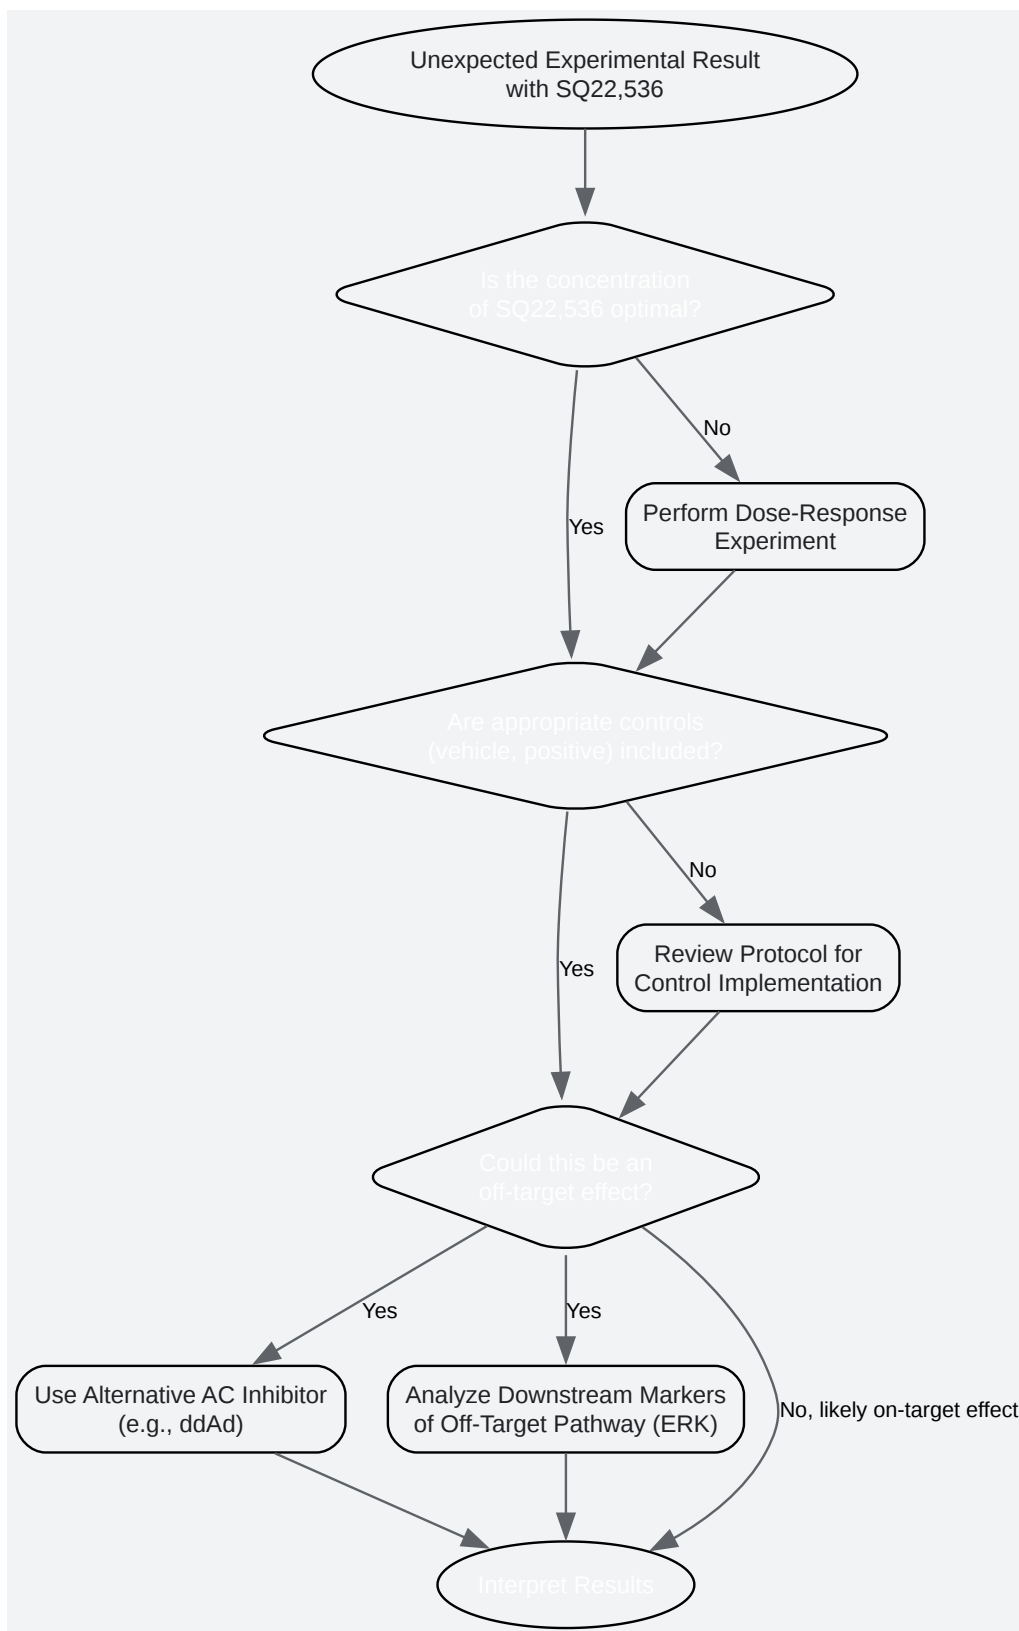 Unexpected Experimental Result
with SQ22,536
Is the concentration
of SQ22,536 optimal?
No
Perform Dose-Response
Experiment
Yes
Are appropriate controls
(vehicle, positive) included?
No
Review Protocol for
Control Implementation
Yes
Could this be an
off-target effect?
Yes
Yes
Use Alternative AC Inhibitor
(e.g., ddAd)
Analyze Downstream Markers
of Off-Target Pathway (ERK)
No, likely on-target effect
Interpret Results